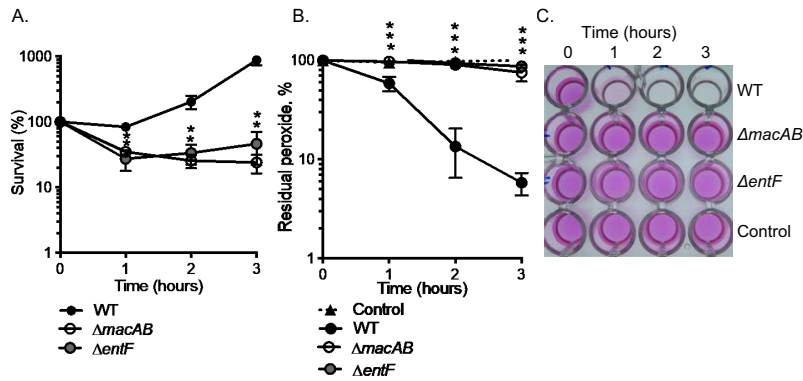 A.
Survival (%)
1000
100
10
1
**
**
**
0 1 2 3
Time (hours)
WT
ΔmacAB
ΔentF
B.
Residual peroxide. %
100
10
1
***
***
***
0 1 2 3
Time (hours)
Control
WT
ΔmacAB
ΔentF
C.
Time (hours)
0 1 2 3
WT
ΔmacAB
ΔentF
Control